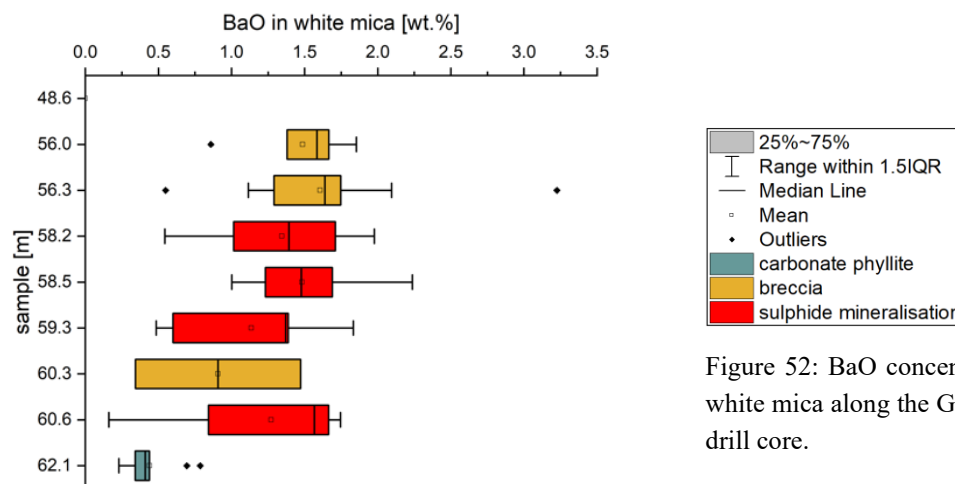 BaO in white mica [wt.%]
0.0 0.5 1.0 1.5 2.0 2.5 3.0 3.5
sample [m]
48.6
56.0
56.3
58.2
58.5
59.3
60.3
60.6
62.1
25%~75%
Range within 1.5IQR
Median Line
Mean
Outliers
carbonate phyllite
breccia
sulphide mineralisation
Figure 52: BaO concen
white mica along the G
drill core.